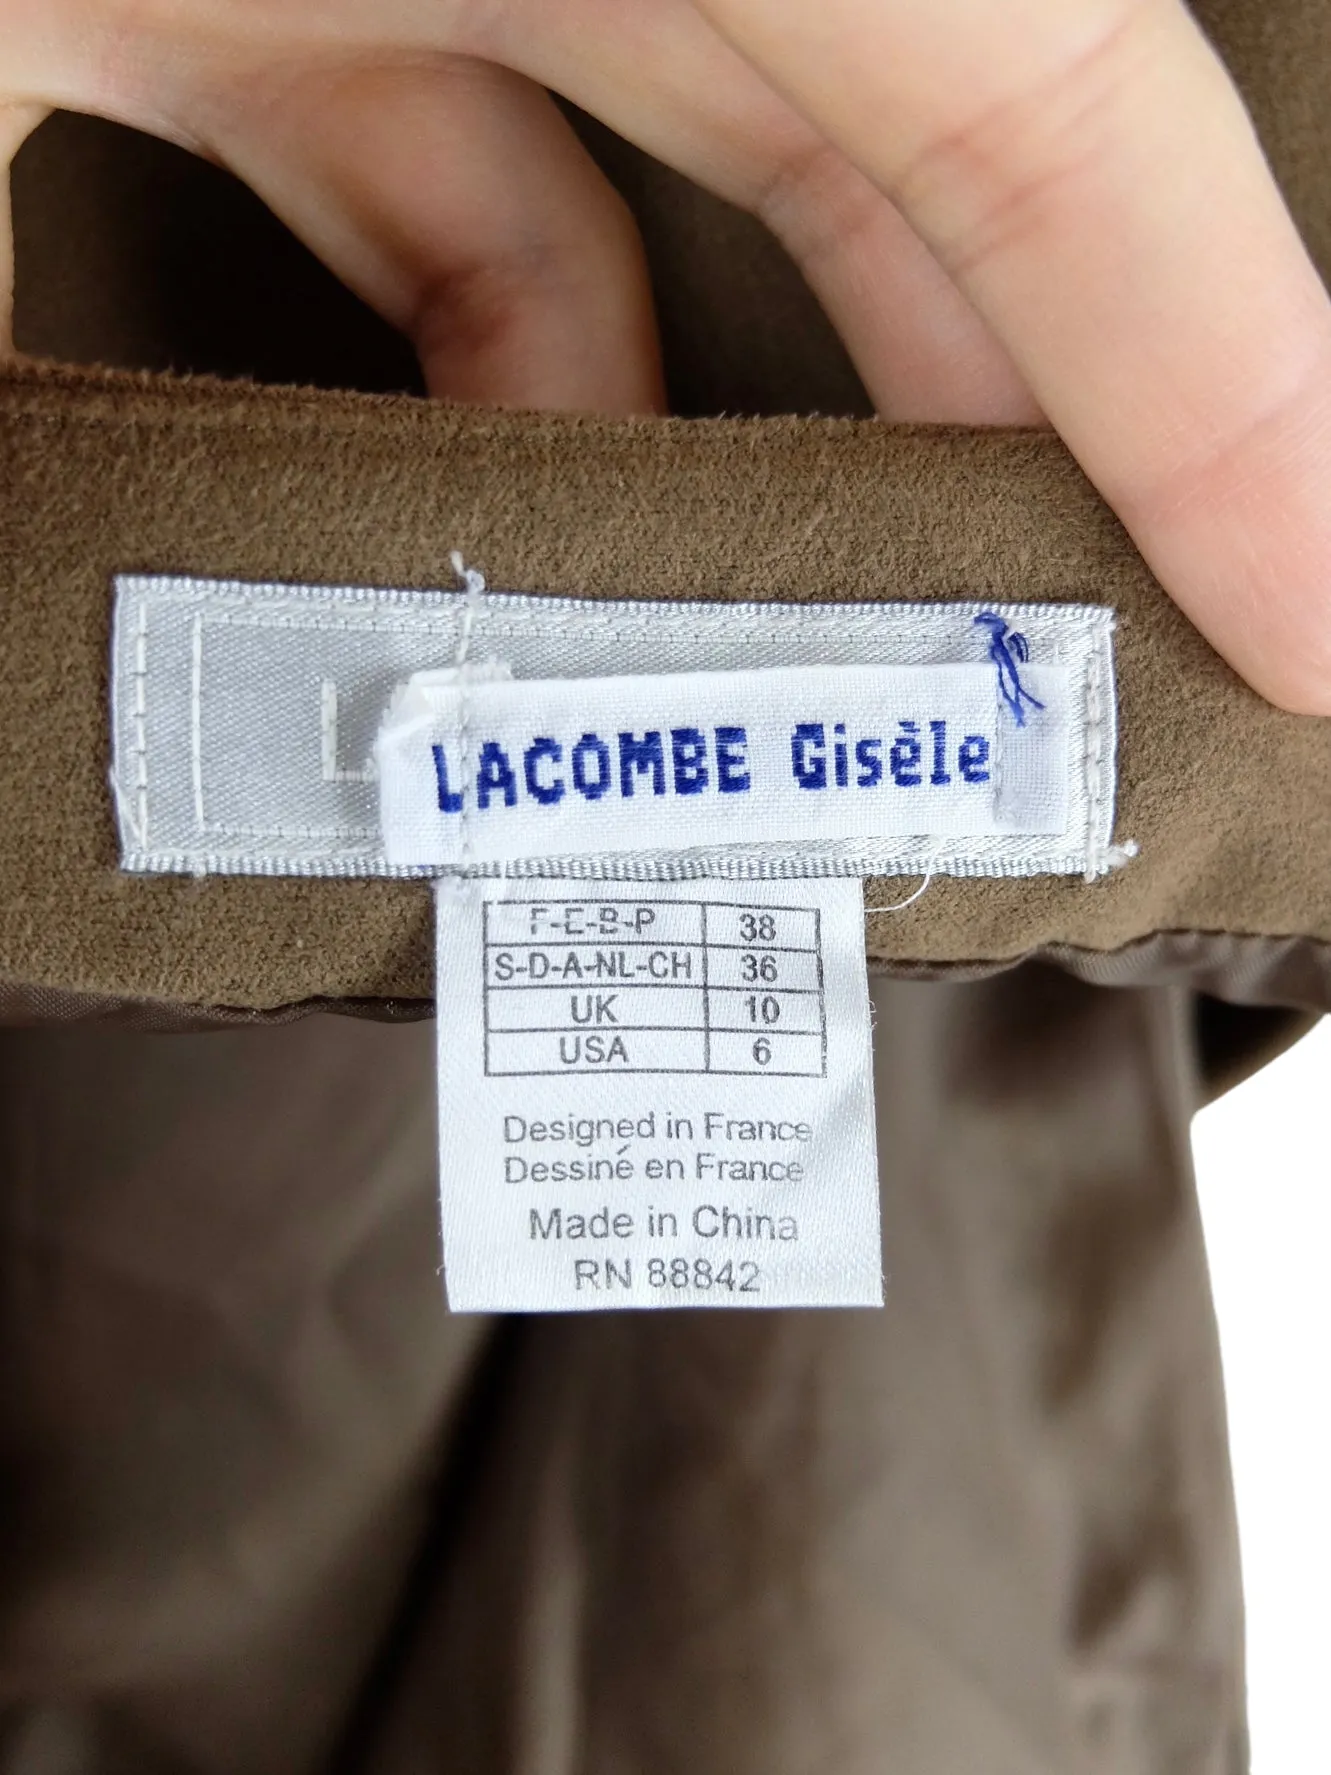 L
LACOMBE Gisèle
F-E-B-P 38
S-D-A-NL-CH 36
UK 10
USA 6
Designed in France
Dessiné en France
Made in China
RN 88842